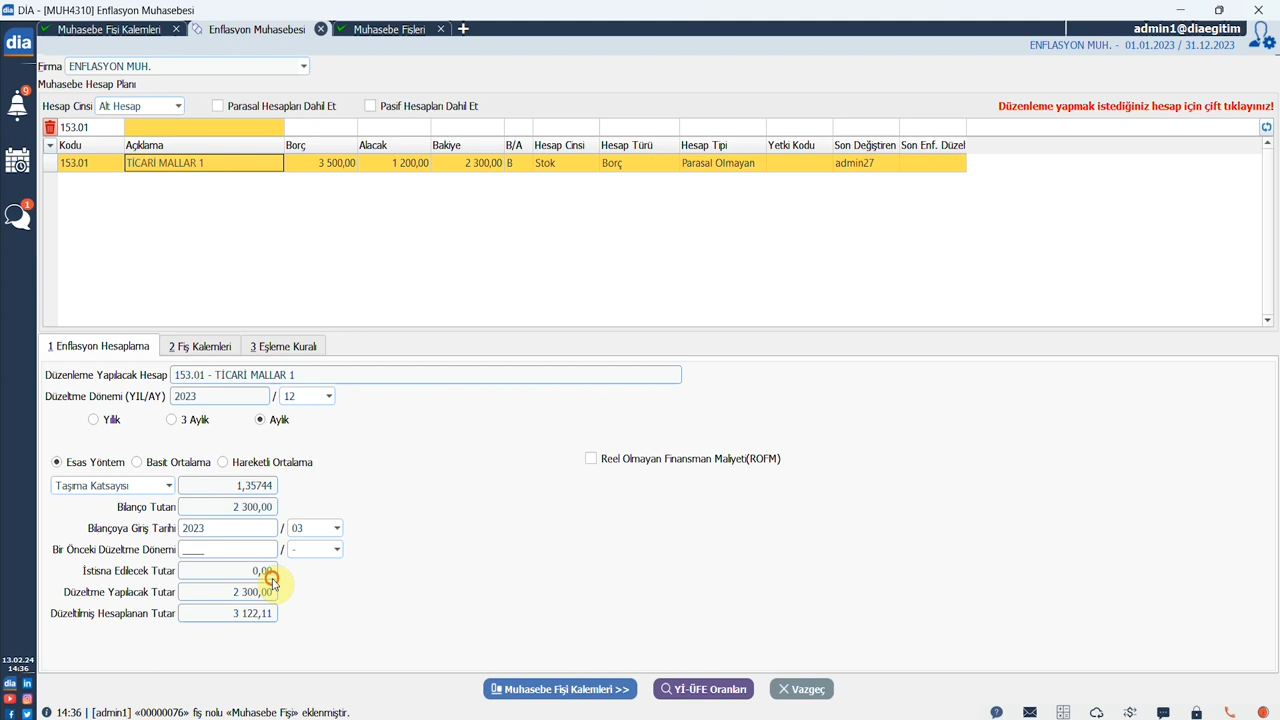 dia DIA - [MUH4310] Enflasyon Muhasebesi
Muhasebe Fişi Kalemleri Enflasyon Muhasebesi Muhasebe Fişleri
admin1@diaegitim
dia
ENFLASYON MUH. - 01.01.2023 / 31.12.2023
Firma ENFLASYON MUH.
Muhasebe Hesap Planı
9
Hesap Cinsi Alt Hesap Parasal Hesapları Dahil Et Pasif Hesapları Dahil Et Düzenleme yapmak istediğiniz hesap için çift tıklayınız!
153.01
Kodu Açıklama Borç Alacak Bakiye B/A Hesap Cinsi Hesap Türü Hesap Tipi Yetki Kodu Son Değiştiren Son Enf. Düzel
153.01 TİCARİ MALLAR 1 3 500,00 1 200,00 2 300,00 B Stok Borç Parasal Olmayan admin27
1
1 Enflasyon Hesaplama 2 Fiş Kalemleri 3 Eşleme Kuralı
Düzenleme Yapılacak Hesap 153.01 - TİCARİ MALLAR 1
Düzeltme Dönemi (YIL/AY) 2023 / 12
Yıllık 3 Aylık Aylık
Esas Yöntem Basit Ortalama Hareketli Ortalama Reel Olmayan Finansman Maliyeti(ROFM)
Taşıma Katsayısı 1,35744
Bilanço Tutarı 2 300,00
Bilançoya Giriş Tarihi 2023 / 03
Bir Önceki Düzeltme Dönemi ____ / -
İstisna Edilecek Tutar 0,00
Düzeltme Yapılacak Tutar 2 300,00
Düzeltilmiş Hesaplanan Tutar 3 122,11
13.02.24
14:36
Muhasebe Fişi Kalemleri >> Yİ-ÜFE Oranları Vazgeç
dia in
14:36 | [admin1] «00000076» fiş nolu «Muhasebe Fişi» eklenmiştir.